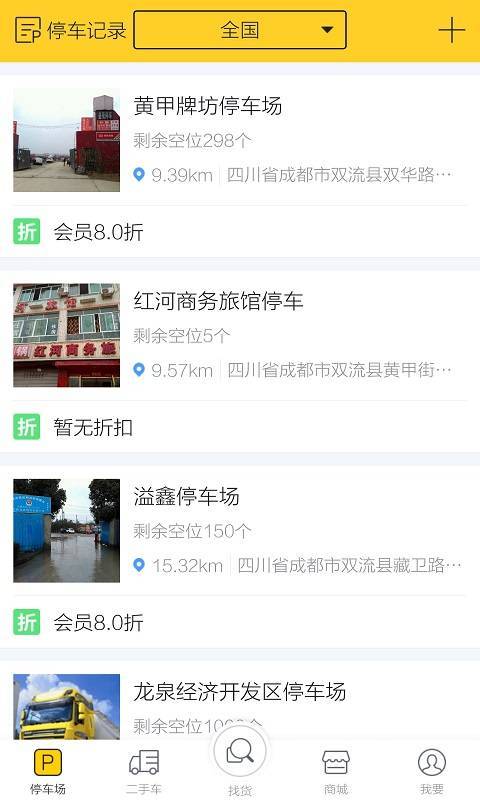 停车记录
全国
黄甲牌坊停车场
剩余空位298个
9.39km 四川省成都市双流县双华路…
折 会员8.0折
红河商务旅馆停车
红河商务旅
剩余空位5个
9.57km 四川省成都市双流县黄甲街…
折 暂无折扣
溢鑫停车场
剩余空位150个
15.32km 四川省成都市双流县藏卫路…
折 会员8.0折
龙泉经济开发区停车场
P
停车场
二手车
找货
商城
我要